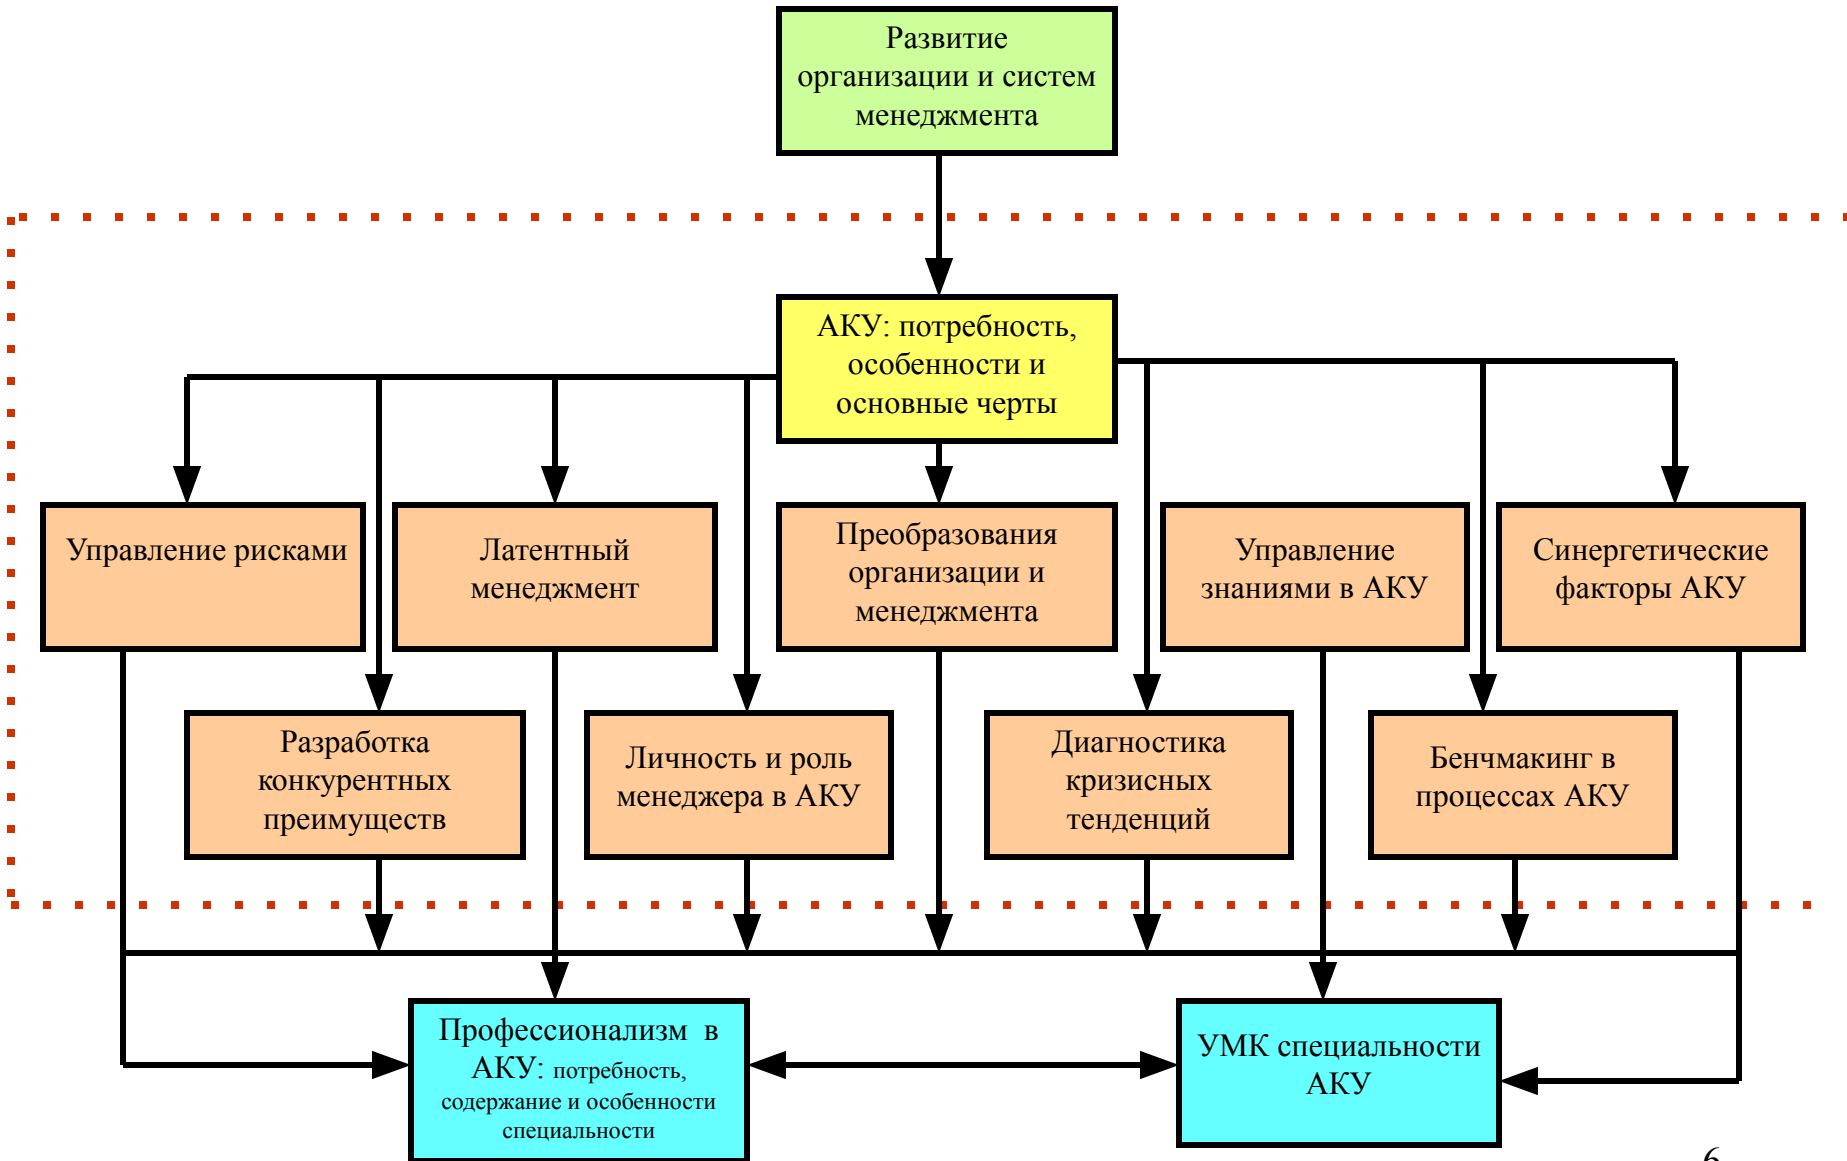 Развитие
организации и систем
менеджмента
АКУ: потребность,
особенности и
основные черты
Управление рисками
Латентный
менеджмент
Преобразования
организации и
менеджмента
Управление
знаниями в АКУ
Синергетические
факторы АКУ
Разработка
конкурентных
преимуществ
Личность и роль
менеджера в АКУ
Диагностика
кризисных
тенденций
Бенчмакинг в
процессах АКУ
Профессионализм в
АКУ: потребность,
содержание и особенности
специальности
УМК специальности
АКУ
6